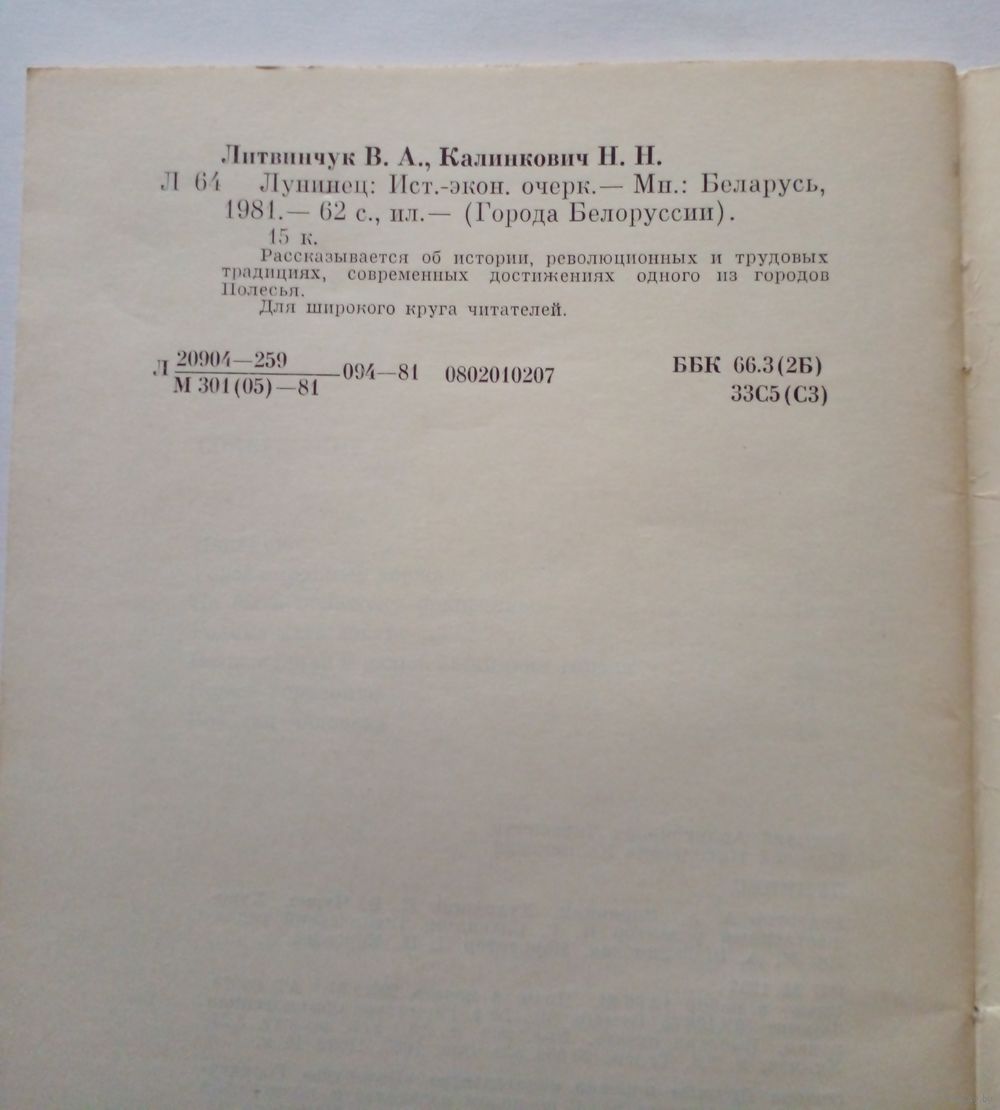 Литвинчук В. А., Калинкович Н. Н.
Л 64 Лунинец: Ист.-экон. очерк.— Мн.: Беларусь,
1981.— 62 с., ил.— (Города Белоруссии).
15 к.
Рассказывается об истории, революционных и трудовых
традициях, современных достижениях одного из городов
Полесья.
Для широкого круга читателей.
Л 20904—259
М 301(05)—81 094—81 0802010207
ББК 66.3(2Б)
33С5(С3)